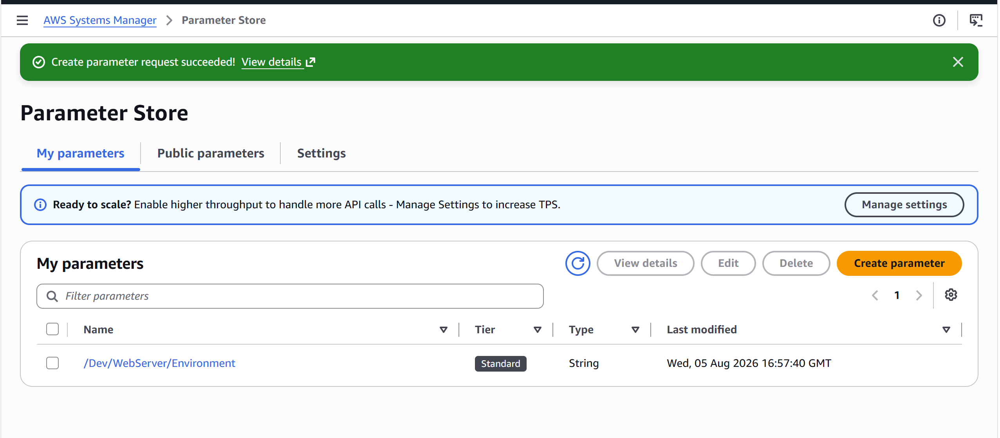 AWS Systems Manager > Parameter Store
Create parameter request succeeded! View details
Parameter Store
My parameters Public parameters Settings
Ready to scale? Enable higher throughput to handle more API calls - Manage Settings to increase TPS. Manage settings
My parameters View details Edit Delete Create parameter
Filter parameters 1
Name Tier Type Last modified
/Dev/WebServer/Environment Standard String Wed, 05 Aug 2026 16:57:40 GMT